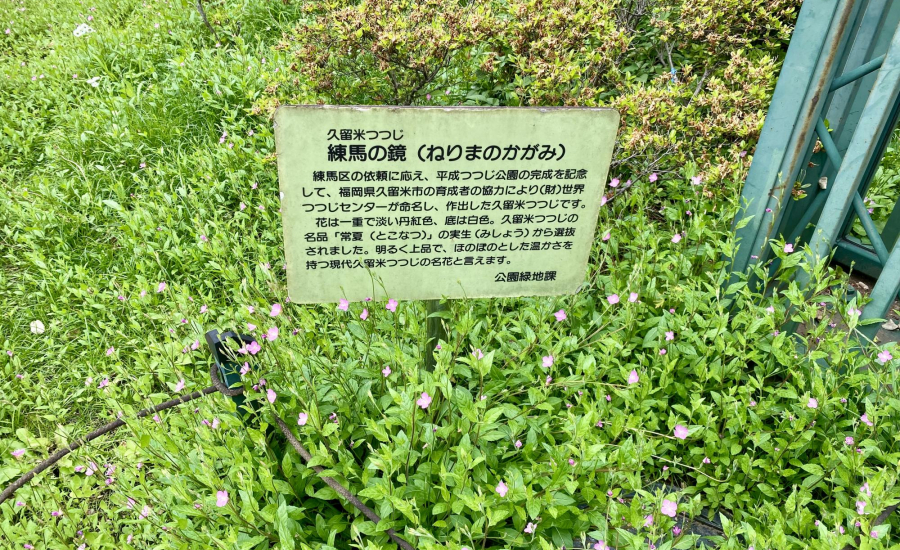 久留米つつじ
練馬の鏡（ねりまのかがみ）
練馬区の依頼に応え、平成つつじ公園の完成を記念
して、福岡県久留米市の育成者の協力により(財)世界
つつじセンターが命名し、作出した久留米つつじです。
花は一重で淡い丹紅色、底は白色。久留米つつじの
名品「常夏（とこなつ）」の実生（みしょう）から選抜
されました。明るく上品で、ほのぼのとした温かさを
持つ現代久留米つつじの名花と言えます。
公園緑地課